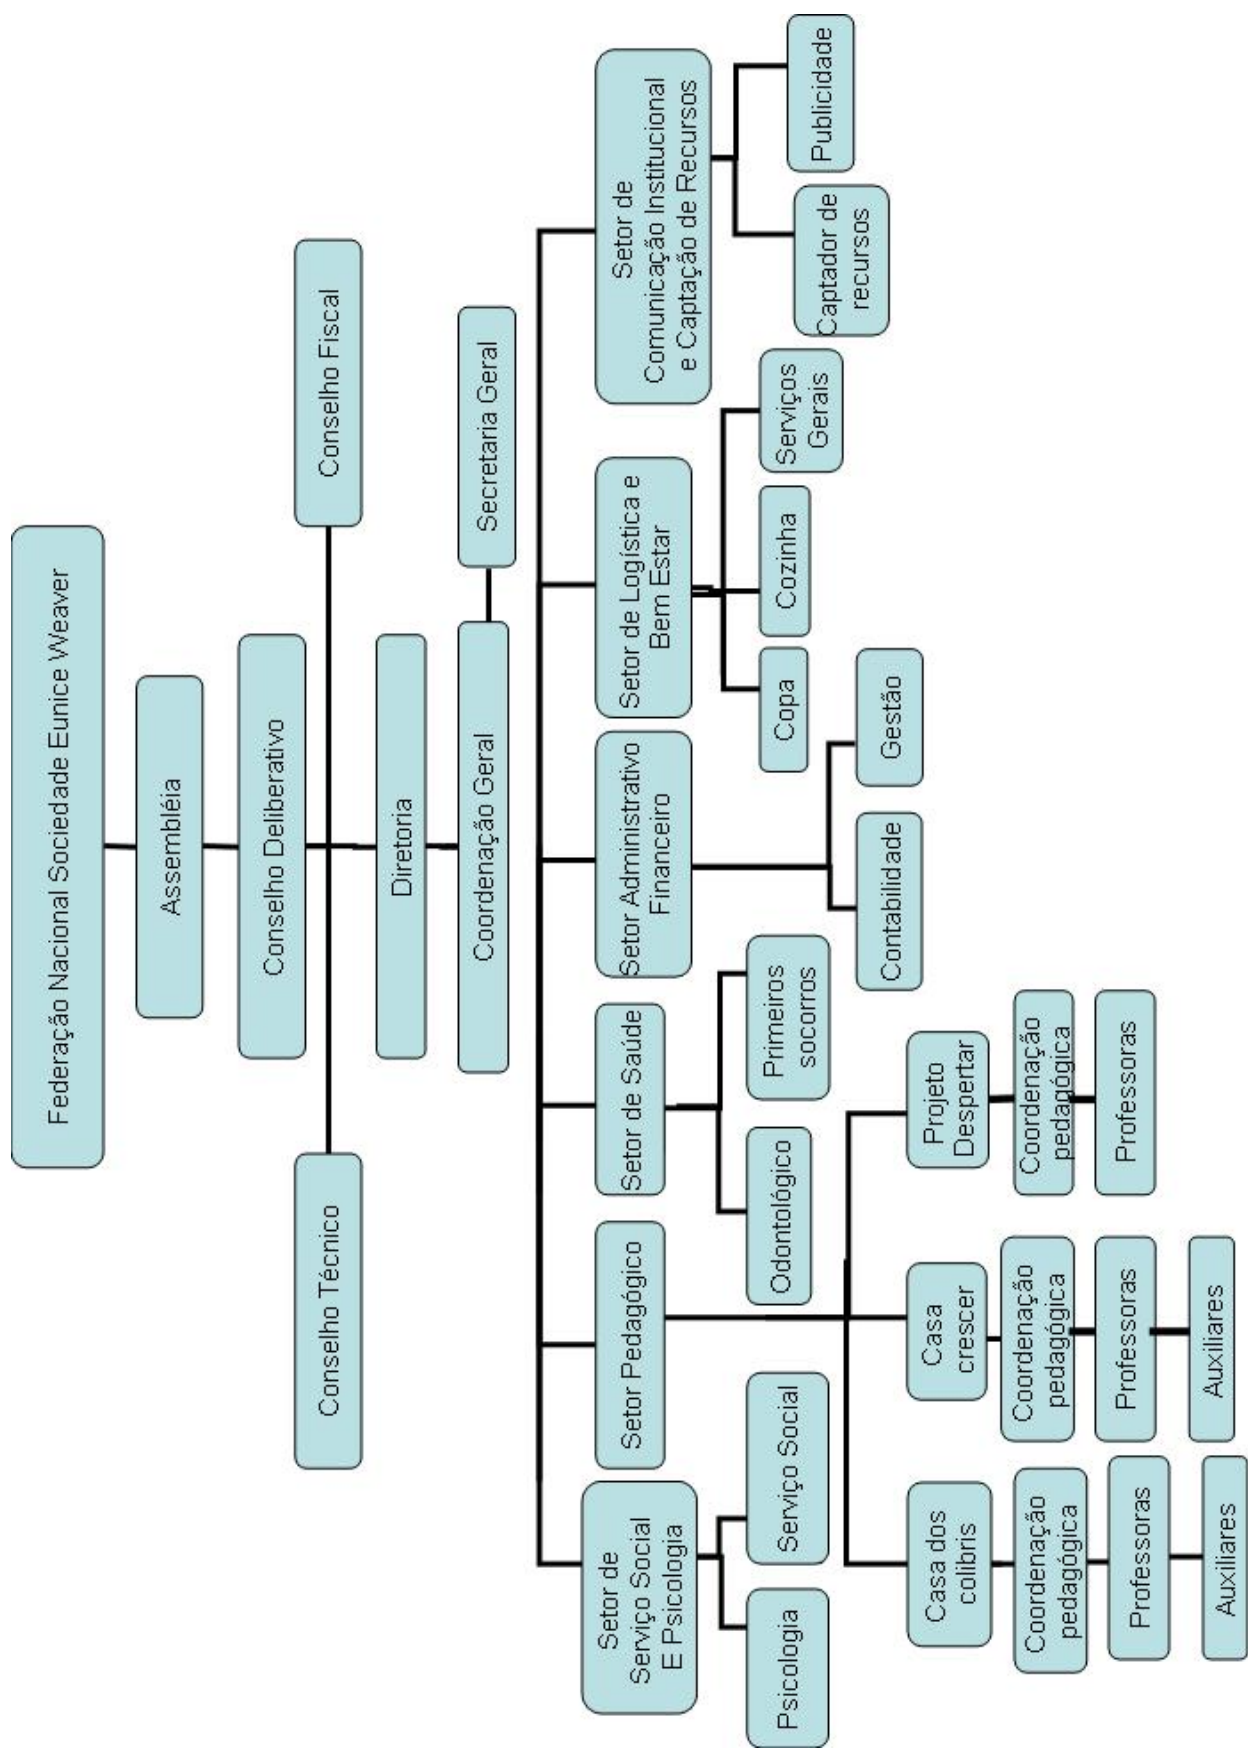 Federação Nacional Sociedade Eunice Weaver
Assembléia
Conselho Deliberativo
Conselho Técnico
Conselho Fiscal
Diretoria
Coordenação Geral
Secretaria Geral
Setor de
Serviço Social
E Psicologia
Setor Pedagógico
Setor de Saúde
Setor Administrativo
Financeiro
Setor de Logística e
Bem Estar
Setor de
Comunicação Institucional
e Captação de Recursos
Psicologia
Serviço Social
Odontológico
Primeiros
socorros
Contabilidade
Gestão
Copa
Cozinha
Serviços
Gerais
Captador de
recursos
Publicidade
Casa dos
colibris
Coordenação
pedagógica
Professoras
Auxiliares
Casa
crescer
Coordenação
pedagógica
Professoras
Auxiliares
Projeto
Despertar
Coordenação
pedagógica
Professoras